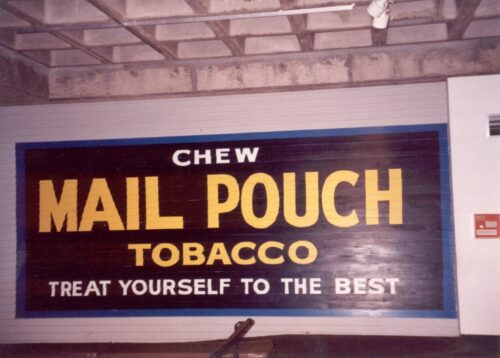 CHEW
MAIL POUCH
TOBACCO
TREAT YOURSELF TO THE BEST